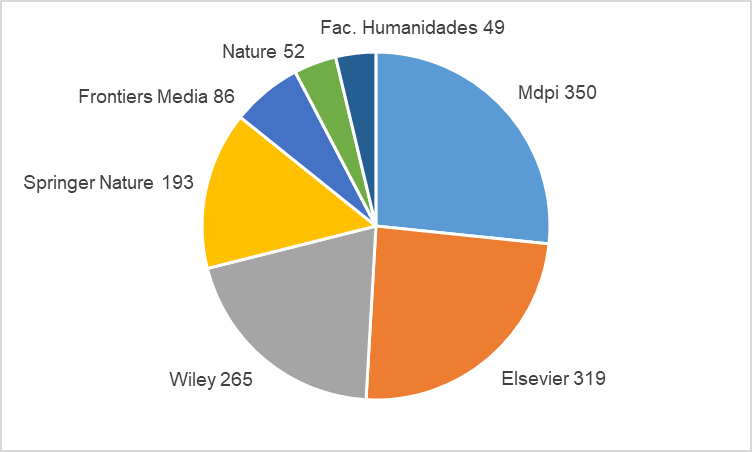 Fac. Humanidades 49
Nature 52
Mdpi 350
Frontiers Media 86
Springer Nature 193
Wiley 265
Elsevier 319